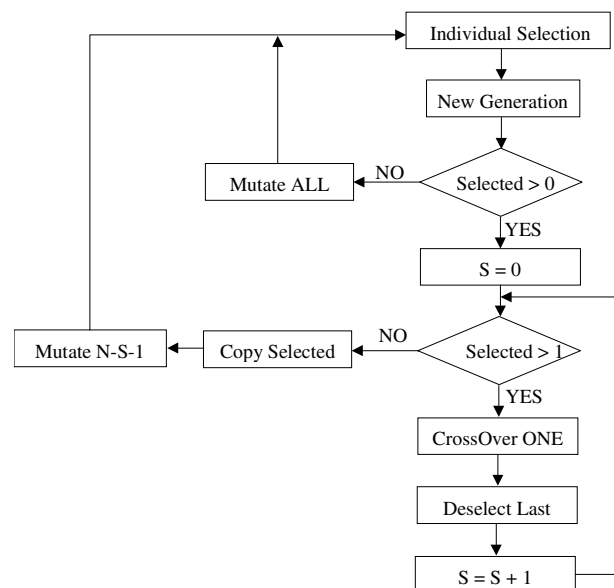 Individual Selection
New Generation
Selected > 0
NO
Mutate ALL
YES
S = 0
Selected > 1
NO
Copy Selected
Mutate N-S-1
YES
CrossOver ONE
Deselect Last
S = S + 1